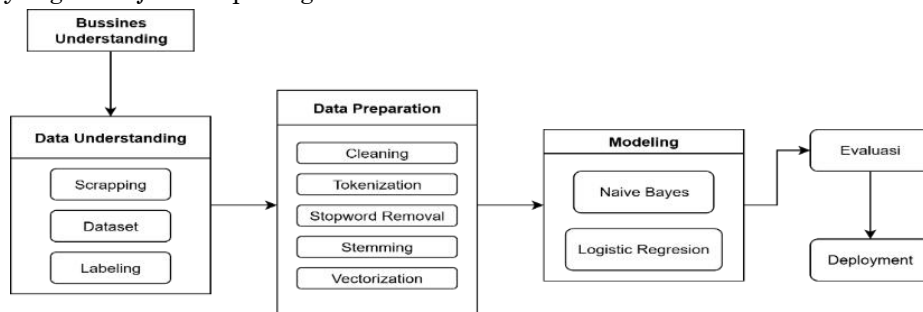 Bussines
Understanding
Data Understanding
Scrapping
Dataset
Labeling
Data Preparation
Cleaning
Tokenization
Stopword Removal
Stemming
Vectorization
Modeling
Naive Bayes
Logistic Regresion
Evaluasi
Deployment